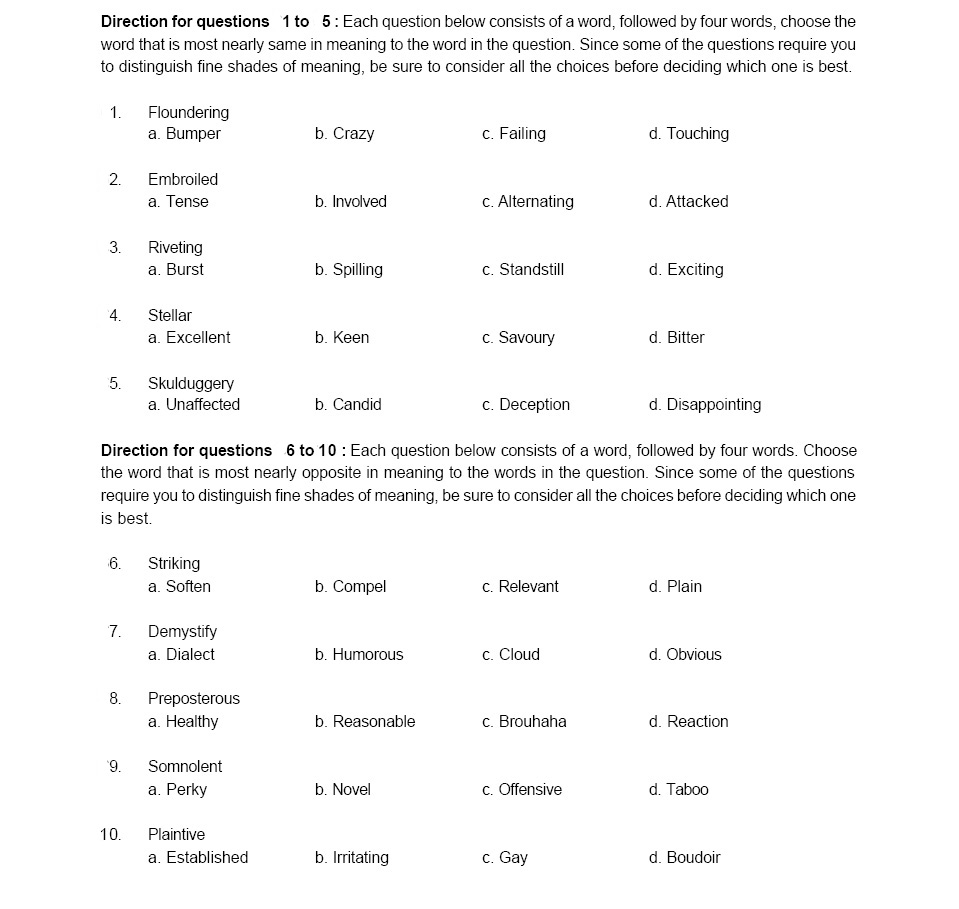 Direction for questions 1 to 5 : Each question below consists of a word, followed by four words, choose the
word that is most nearly same in meaning to the word in the question. Since some of the questions require you
to distinguish fine shades of meaning, be sure to consider all the choices before deciding which one is best.
1. Floundering
a. Bumper b. Crazy c. Failing d. Touching
2. Embroiled
a. Tense b. Involved c. Alternating d. Attacked
3. Riveting
a. Burst b. Spilling c. Standstill d. Exciting
4. Stellar
a. Excellent b. Keen c. Savoury d. Bitter
5. Skulduggery
a. Unaffected b. Candid c. Deception d. Disappointing
Direction for questions 6 to 10 : Each question below consists of a word, followed by four words. Choose
the word that is most nearly opposite in meaning to the words in the question. Since some of the questions
require you to distinguish fine shades of meaning, be sure to consider all the choices before deciding which one
is best.
6. Striking
a. Soften b. Compel c. Relevant d. Plain
7. Demystify
a. Dialect b. Humorous c. Cloud d. Obvious
8. Preposterous
a. Healthy b. Reasonable c. Brouhaha d. Reaction
9. Somnolent
a. Perky b. Novel c. Offensive d. Taboo
10. Plaintive
a. Established b. Irritating c. Gay d. Boudoir